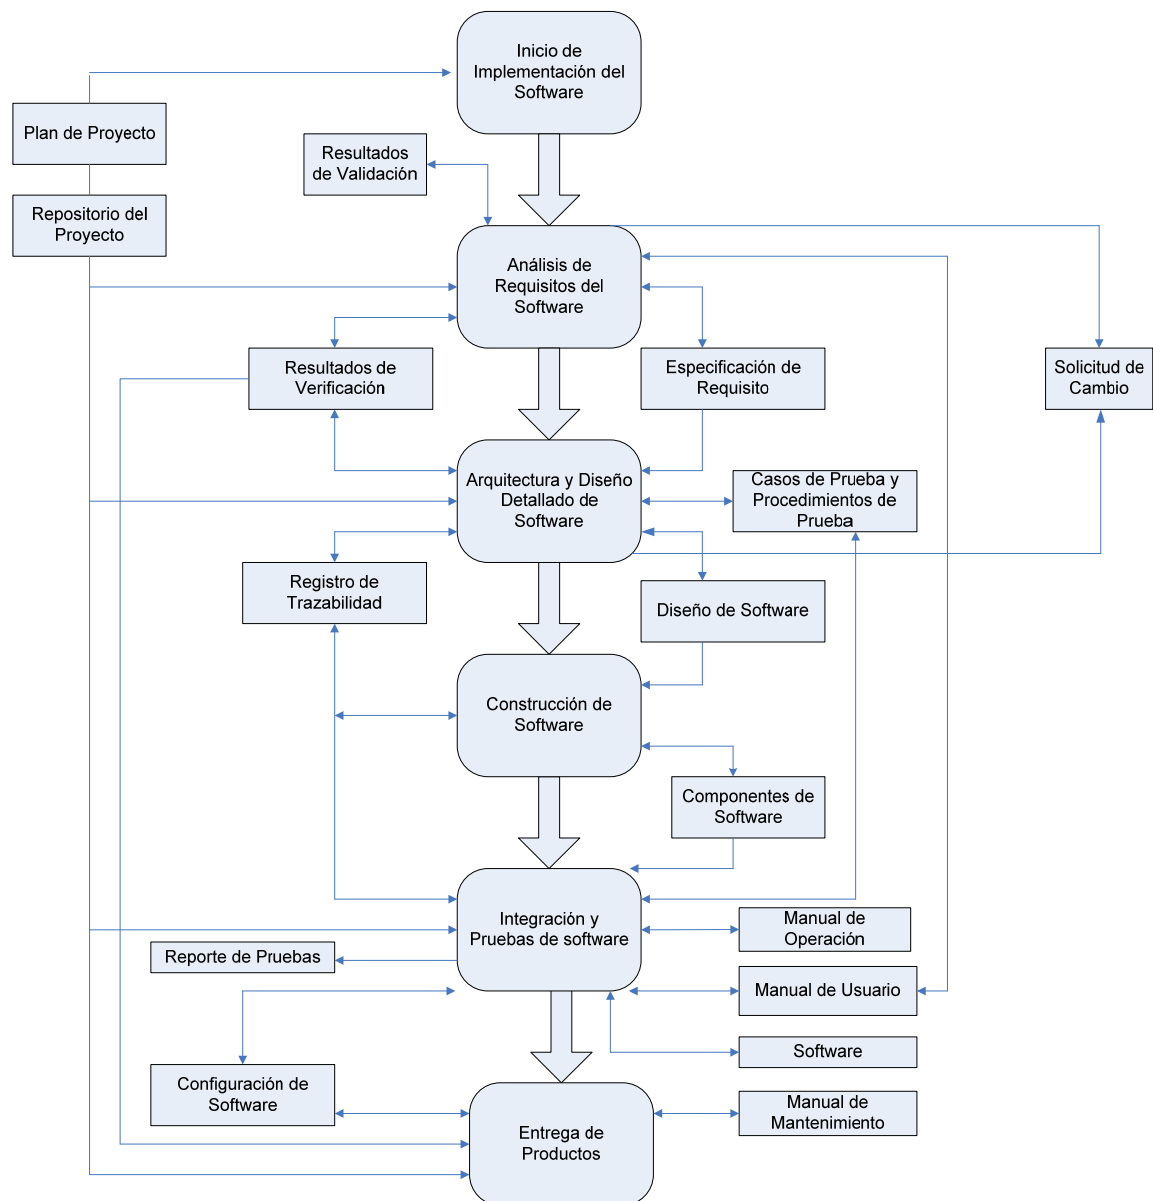 Inicio de
Implementación del
Software
Plan de Proyecto
Resultados
de Validación
Repositorio del
Proyecto
Análisis de
Requisitos del
Software
Resultados de
Verificación
Especificación de
Requisito
Solicitud de
Cambio
Arquitectura y Diseño
Detallado de
Software
Casos de Prueba y
Procedimientos de
Prueba
Registro de
Trazabilidad
Diseño de Software
Construcción de
Software
Componentes de
Software
Integración y
Pruebas de software
Manual de
Operación
Reporte de Pruebas
Manual de Usuario
Software
Configuración de
Software
Manual de
Mantenimiento
Entrega de
Productos